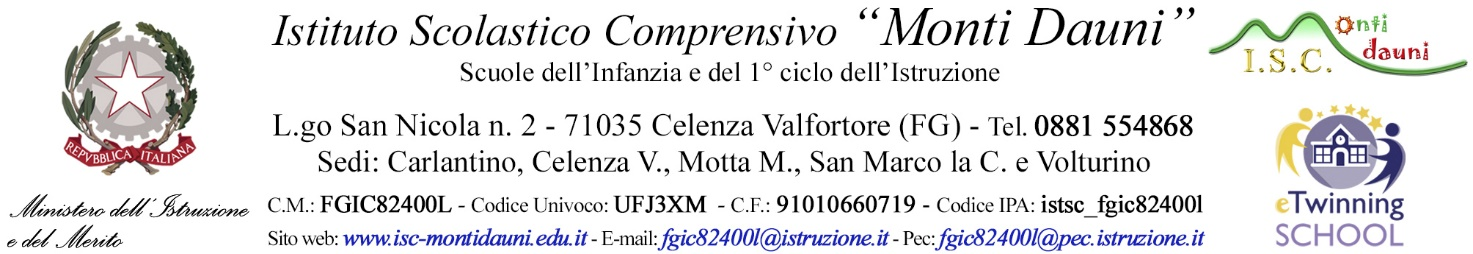 Istituto Scolastico Comprensivo “Monti Dauni”
Scuole dell’Infanzia e del 1° ciclo dell’Istruzione
L.go San Nicola n. 2 - 71035 Celenza Valfortore (FG) - Tel. 0881 554868
Sedi: Carlantino, Celenza V., Motta M., San Marco la C. e Volturino
C.M.: FGIC82400L - Codice Univoco: UFJ3XM - C.F.: 91010660719 - Codice IPA: istsc_fgic82400l
Sito web: www.isc-montidauni.edu.it - E-mail: fgic82400l@istruzione.it - Pec: fgic82400l@pec.istruzione.it
REPVBBLICA ITALIANA
Ministero dell'Istruzione
e del Merito
I.S.C. Monti
dauni
eTwinning
SCHOOL